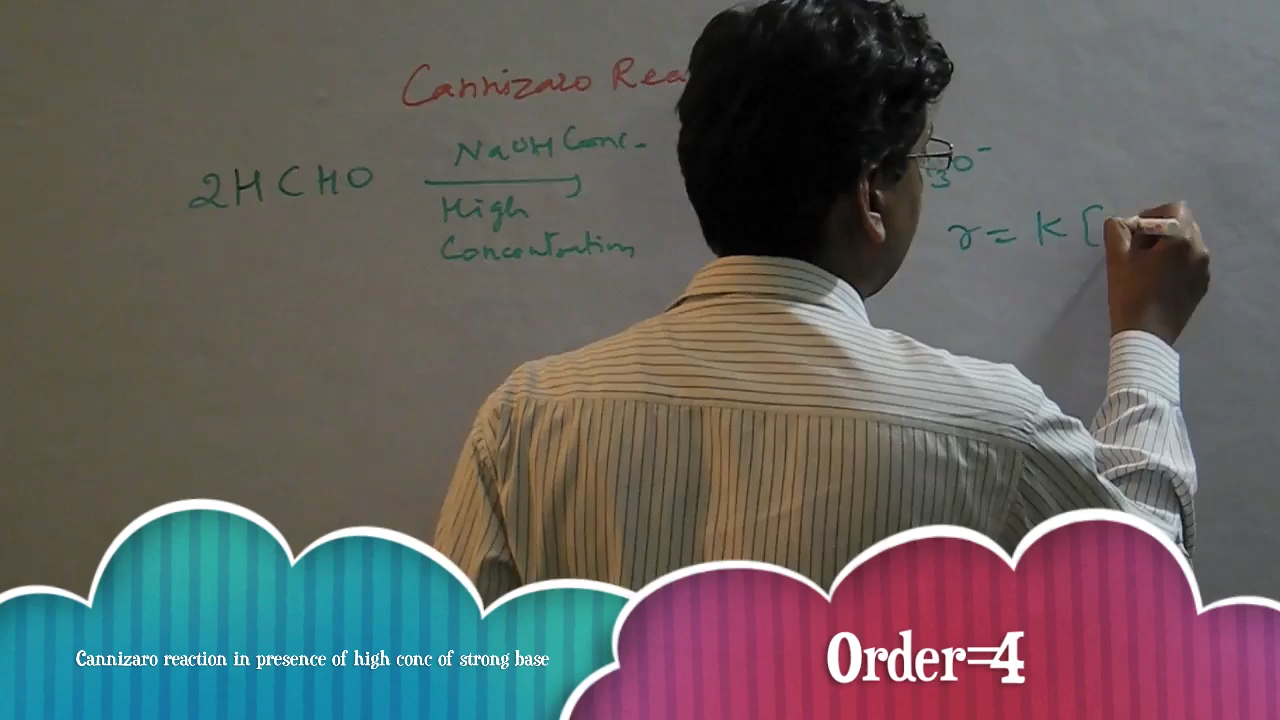 Cannizaro Rea
NaOH Conc-
2HCHO
High
Concentration
3O⁻
r = K [
Cannizaro reaction in presence of high conc of strong base
Order=4